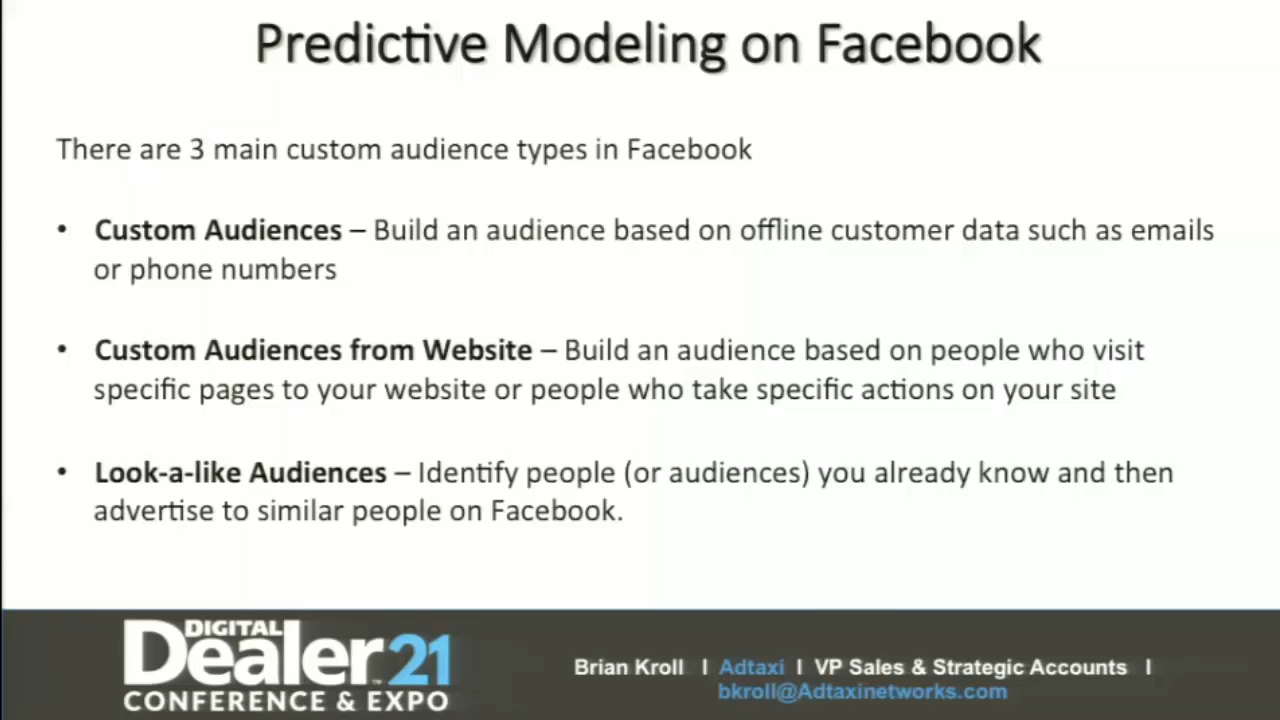 Predictive Modeling on Facebook
There are 3 main custom audience types in Facebook
• Custom Audiences – Build an audience based on offline customer data such as emails
or phone numbers
• Custom Audiences from Website – Build an audience based on people who visit
specific pages to your website or people who take specific actions on your site
• Look-a-like Audiences – Identify people (or audiences) you already know and then
advertise to similar people on Facebook.
DIGITAL
Dealer™ 21
CONFERENCE & EXPO
Brian Kroll I Adtaxi I VP Sales & Strategic Accounts I
bkroll@Adtaxinetworks.com